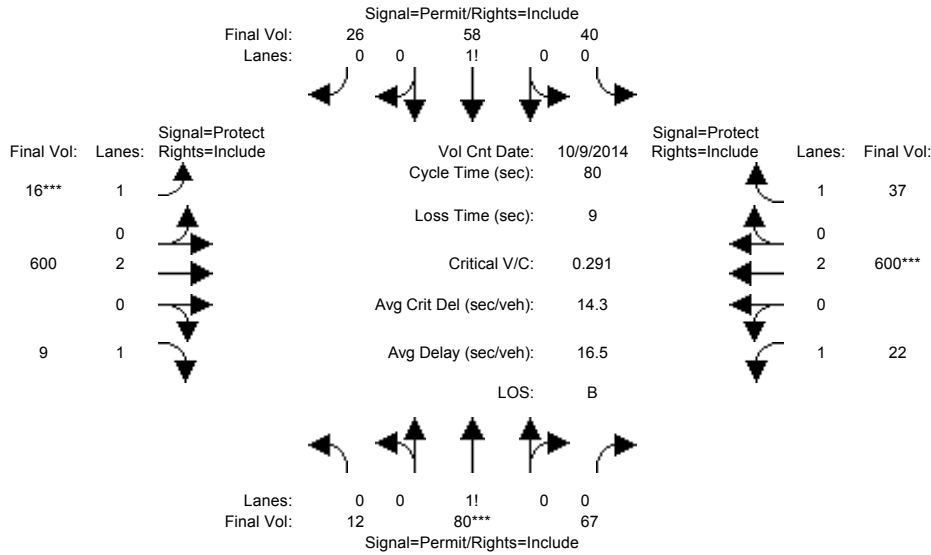 Signal=Permit/Rights=Include
Final Vol: 26 58 40
Lanes: 0 0 1! 0 0
Signal=Protect Signal=Protect
Final Vol: Lanes: Rights=Include Vol Cnt Date: 10/9/2014 Rights=Include Lanes: Final Vol:
Cycle Time (sec): 80
16*** 1 1 37
Loss Time (sec): 9
0 0
600 2 Critical V/C: 0.291 2 600***
0 Avg Crit Del (sec/veh): 14.3 0
9 1 Avg Delay (sec/veh): 16.5 1 22
LOS: B
Lanes: 0 0 1! 0 0
Final Vol: 12 80*** 67
Signal=Permit/Rights=Include